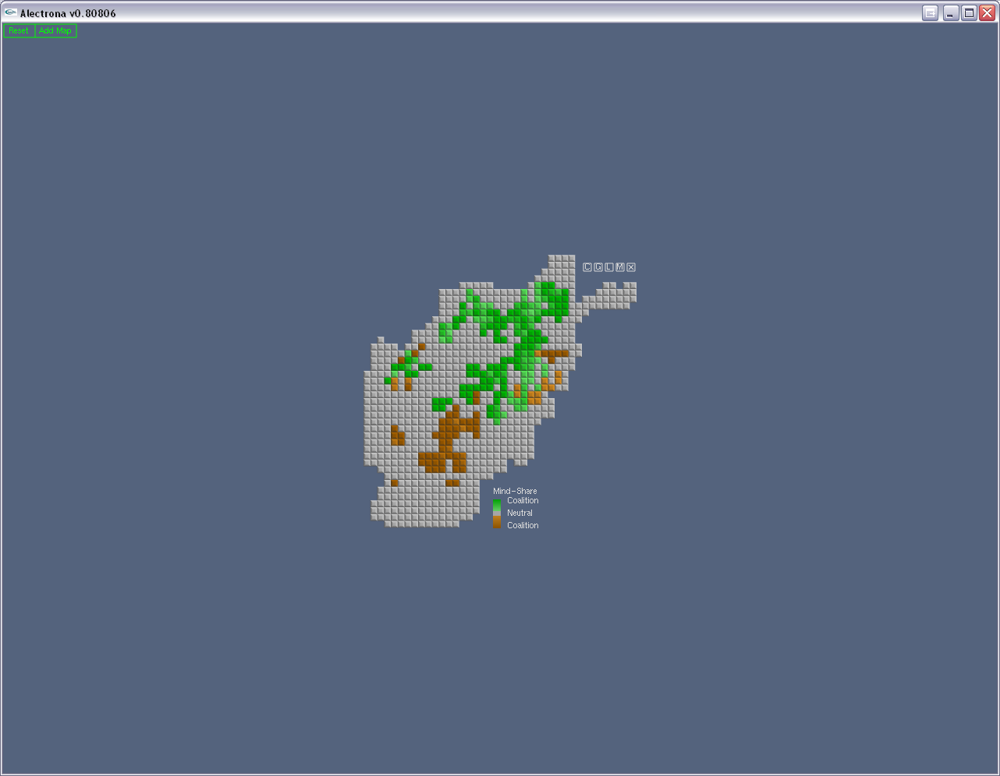 Alectrona v0.80806
Reset Add Map
C G L M X
Mind-Share
Coalition
Neutral
Coalition